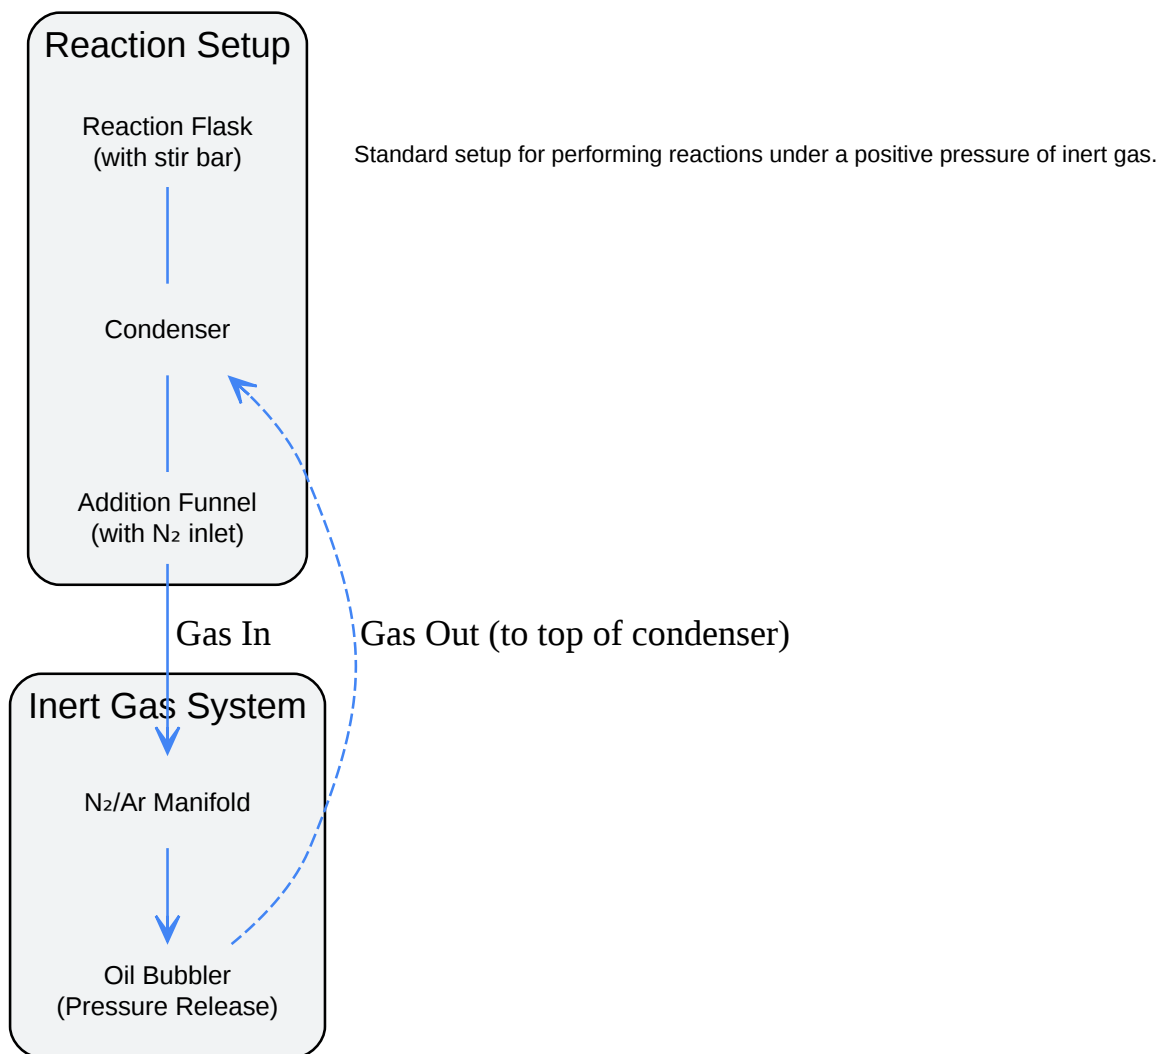 Reaction Setup
Reaction Flask
(with stir bar)
Standard setup for performing reactions under a positive pressure of inert gas.
Condenser
Addition Funnel
(with N₂ inlet)
Gas In
Gas Out (to top of condenser)
Inert Gas System
N₂/Ar Manifold
Oil Bubbler
(Pressure Release)